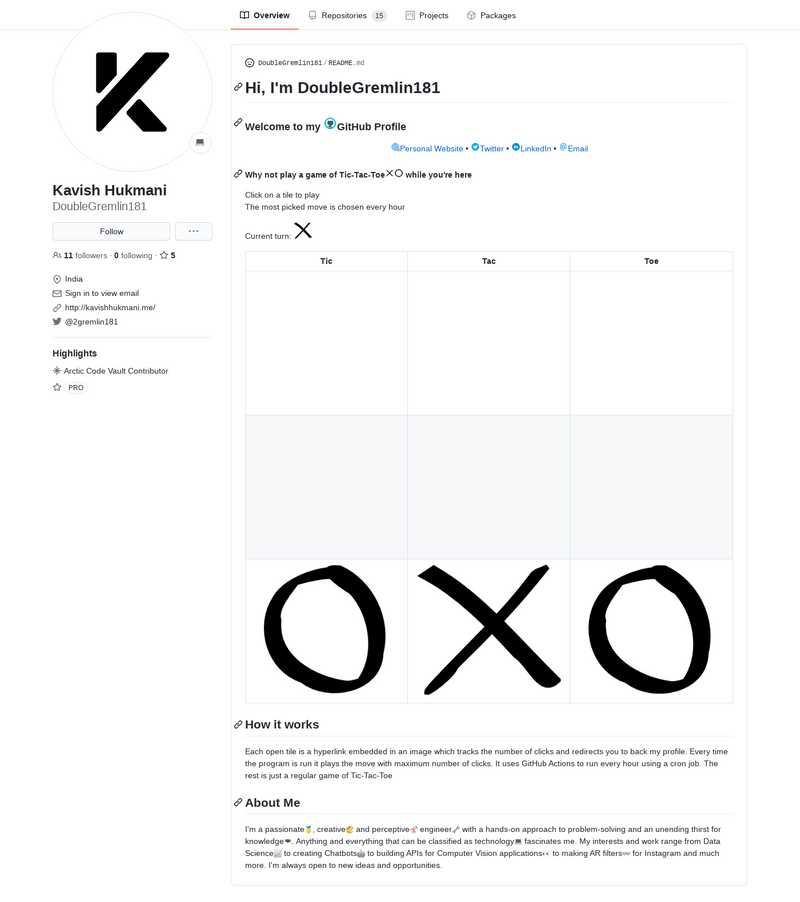 Overview
Repositories 15
Projects
Packages
Kavish Hukmani
DoubleGremlin181
Follow
11 followers · 0 following · 5
India
Sign in to view email
http://kavishhukmani.me/
@2gremlin181
Highlights
Arctic Code Vault Contributor
PRO
DoubleGremlin181 / README.md
Hi, I'm DoubleGremlin181
Welcome to my GitHub Profile
Personal Website • Twitter • LinkedIn • Email
Why not play a game of Tic-Tac-Toe while you're here
Click on a tile to play
The most picked move is chosen every hour
Current turn:
Tic Tac Toe
How it works
Each open tile is a hyperlink embedded in an image which tracks the number of clicks and redirects you to back my profile. Every time
the program is run it plays the move with maximum number of clicks. It uses GitHub Actions to run every hour using a cron job. The
rest is just a regular game of Tic-Tac-Toe
About Me
I'm a passionate, creative and perceptive engineer with a hands-on approach to problem-solving and an unending thirst for
knowledge. Anything and everything that can be classified as technology fascinates me. My interests and work range from Data
Science to creating Chatbots to building APIs for Computer Vision applications to making AR filters for Instagram and much
more. I'm always open to new ideas and opportunities.